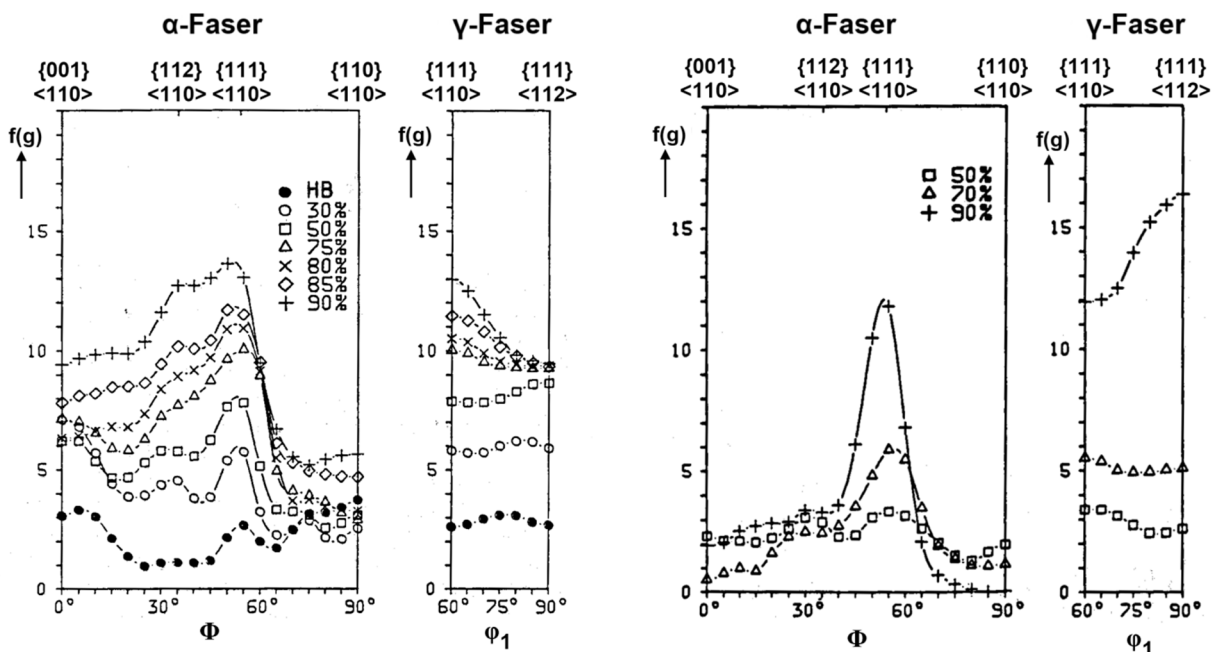 α-Faser
γ-Faser
{001} {112} {111} {110}
<110> <110> <110> <110>
{111} {111}
<110> <112>
f(g)
15
10
5
0
HB
30%
50%
75%
80%
85%
90%
0° 30° 60° 90°
Φ
f(g)
15
10
5
0
60° 75° 90°
φ1
α-Faser
γ-Faser
{001} {112} {111} {110}
<110> <110> <110> <110>
{111} {111}
<110> <112>
f(g)
15
10
5
0
50%
70%
90%
0° 30° 60° 90°
Φ
f(g)
15
10
5
0
60° 75° 90°
φ1